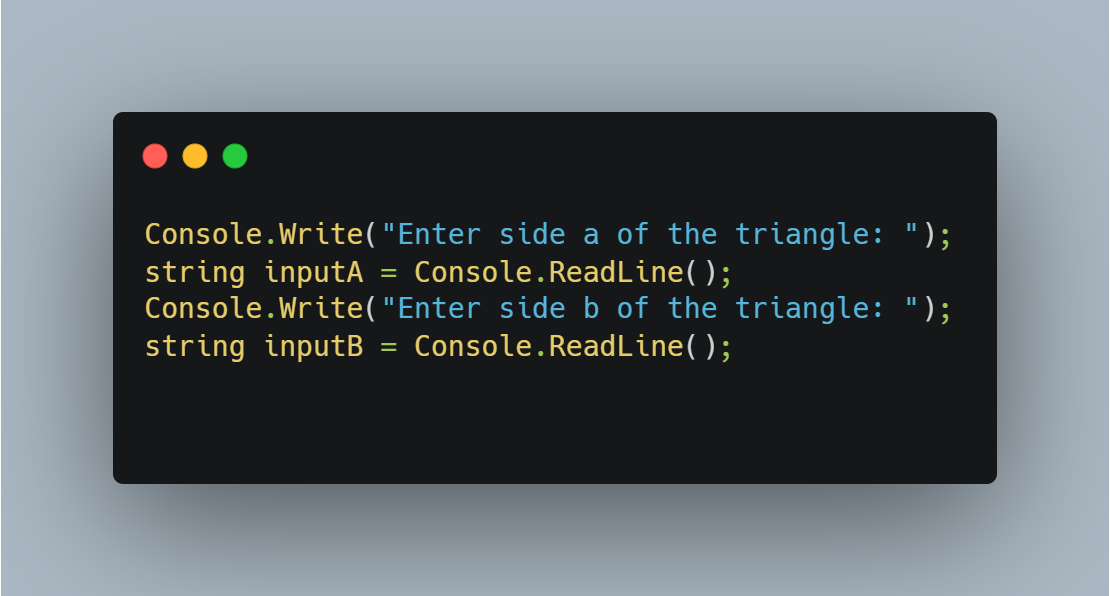 Console.Write("Enter side a of the triangle: ");
string inputA = Console.ReadLine();
Console.Write("Enter side b of the triangle: ");
string inputB = Console.ReadLine();